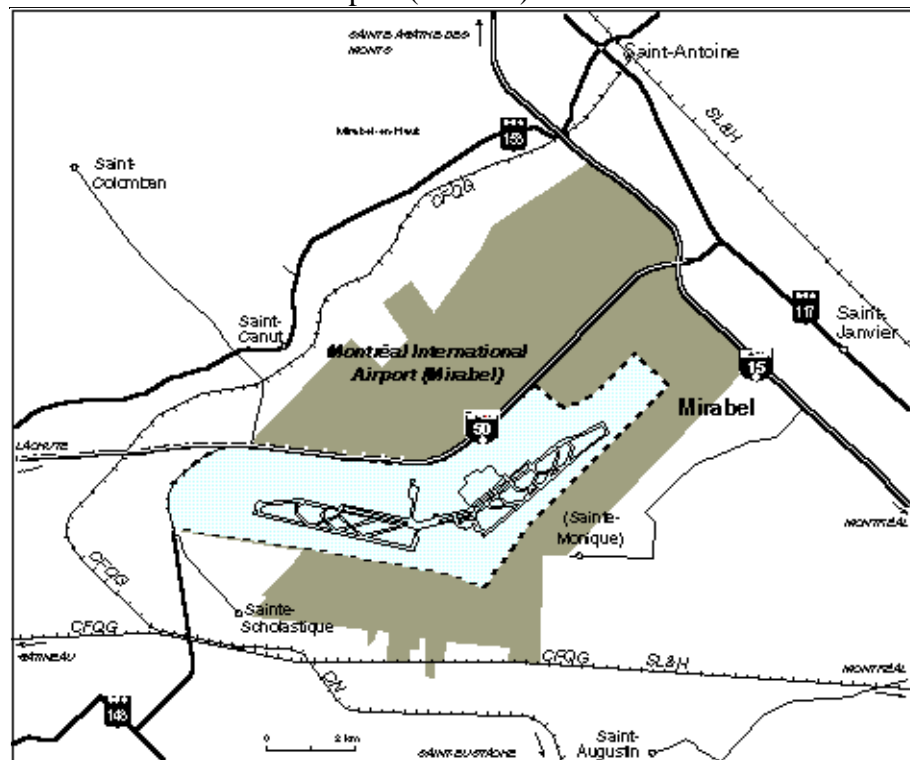 SAINTE AGATHE DES
MONTS
Saint-Antoine
SL&H
Mirabel-en-Haut
158
Saint-
Colomban
CFQG
117
Saint-
Janvier
Saint-
Canut
Montréal International
Airport (Mirabel)
15
Mirabel
50
LACHUTE
MONTRÉAL
(Sainte-
Monique)
CFQG
Sainte-
Scholastique
CFQG
CFQG
SL&H
GATINEAU
MONTRÉAL
CN
148
0 2 km
SAINT-EUSTACHE
Saint-
Augustin